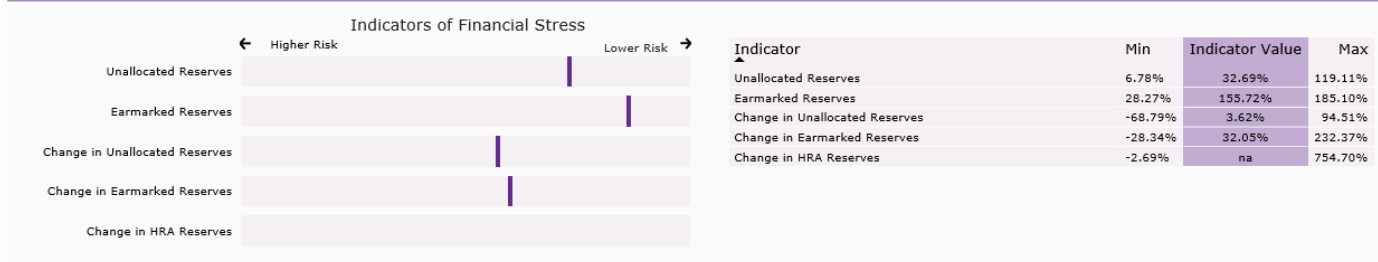 Indicators of Financial Stress
← Higher Risk Lower Risk →
Unallocated Reserves
Earmarked Reserves
Change in Unallocated Reserves
Change in Earmarked Reserves
Change in HRA Reserves
Indicator Min Indicator Value Max
Unallocated Reserves 6.78% 32.69% 119.11%
Earmarked Reserves 28.27% 155.72% 185.10%
Change in Unallocated Reserves -68.79% 3.62% 94.51%
Change in Earmarked Reserves -28.34% 32.05% 232.37%
Change in HRA Reserves -2.69% na 754.70%